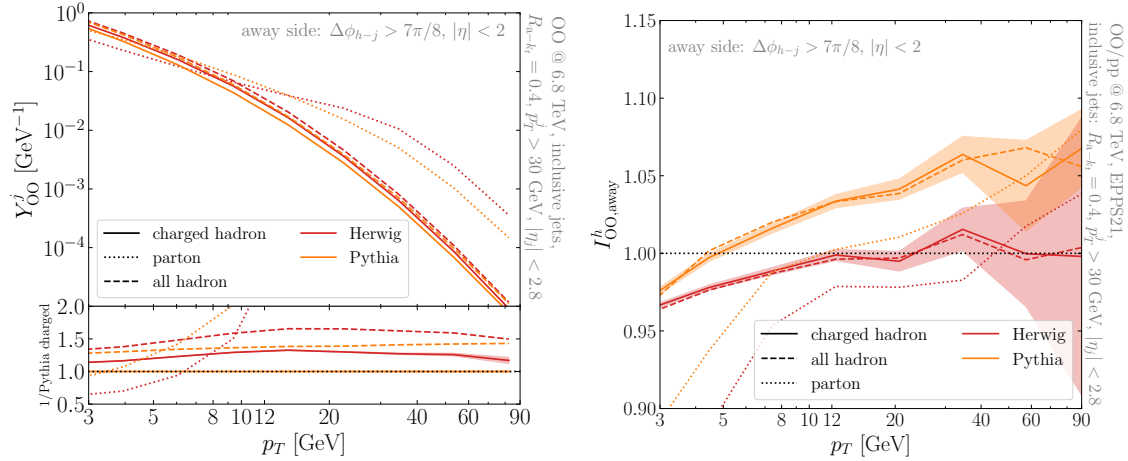 away side: Δϕ_{h−j} > 7π/8, |η| < 2
10^0
10^{−1}
10^{−2}
10^{−3}
10^{−4}
Y^j_{OO} [GeV^{−1}]
charged hadron
parton
all hadron
Herwig
Pythia
OO @ 6.8 TeV, inclusive jets,
R_{a−k_t} = 0.4, p^j_T > 30 GeV, |η_j| < 2.8
2.0
1.5
1.0
0.5
1/Pythia charged
3 5 8 10 12 20 30 40 60 90
p_T [GeV]
away side: Δϕ_{h−j} > 7π/8, |η| < 2
1.15
1.10
1.05
1.00
0.95
0.90
I^h_{OO,away}
charged hadron
all hadron
parton
Herwig
Pythia
OO/pp @ 6.8 TeV, EPPS21,
inclusive jets: R_{a−k_t} = 0.4, p^j_T > 30 GeV, |η_j| < 2.8
3 5 8 10 12 20 30 40 60 90
p_T [GeV]